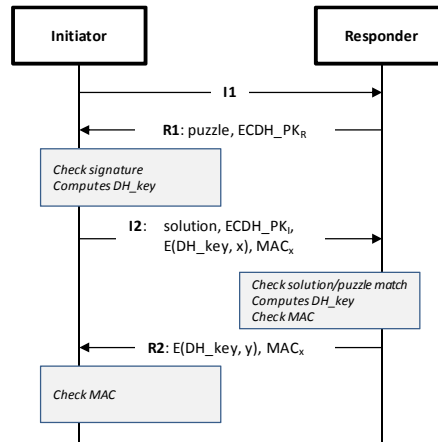 Initiator
Responder
I1
R1: puzzle, ECDH_PKR
Check signature
Computes DH_key
I2: solution, ECDH_PKI,
E(DH_key, x), MACx
Check solution/puzzle match
Computes DH_key
Check MAC
R2: E(DH_key, y), MACx
Check MAC